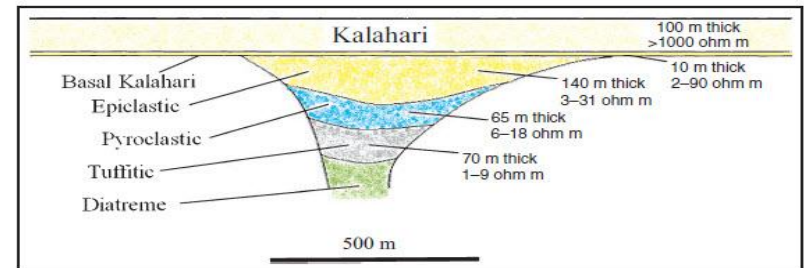 Kalahari
100 m thick
>1000 ohm m
Basal Kalahari
10 m thick
2–90 ohm m
Epiclastic
140 m thick
3–31 ohm m
Pyroclastic
65 m thick
6–18 ohm m
Tuffitic
70 m thick
1–9 ohm m
Diatreme
500 m